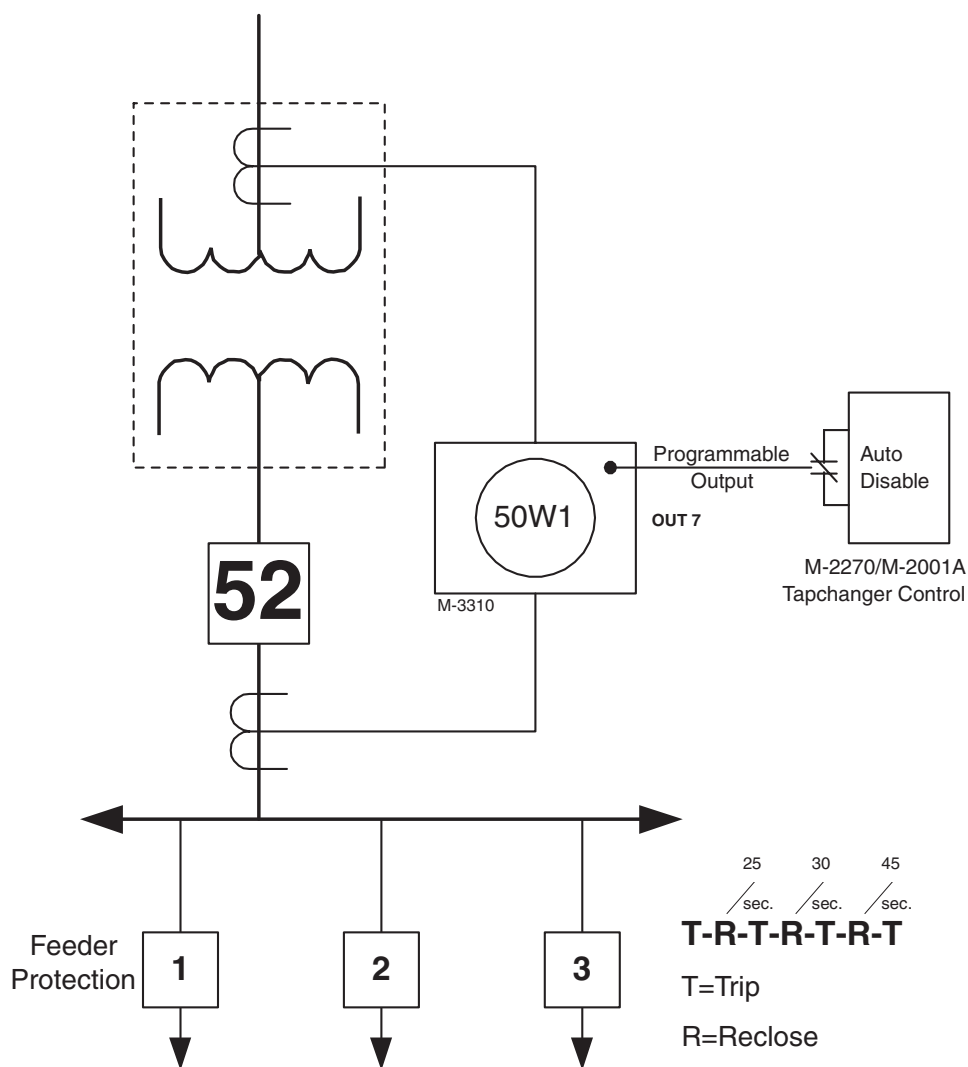 Programmable
Output
50W1
OUT 7
Auto
Disable
M-2270/M-2001A
Tapchanger Control
M-3310
52
25 30 45
sec. sec. sec.
T-R-T-R-T-R-T
T=Trip
R=Reclose
Feeder
Protection
1 2 3